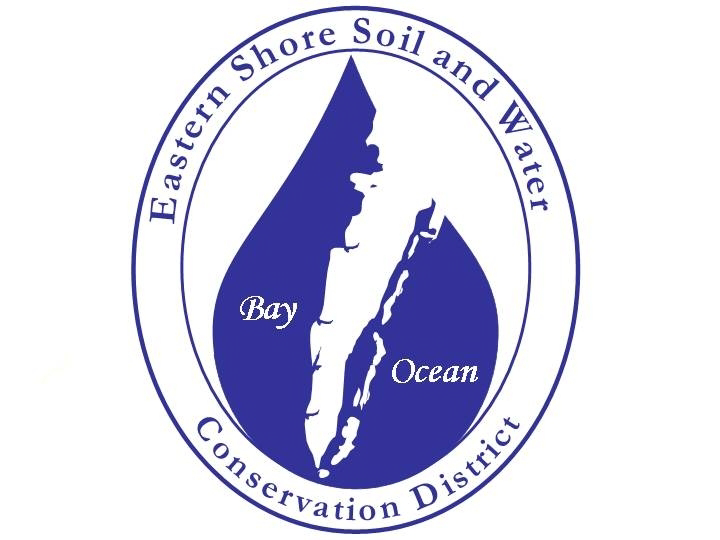 Eastern Shore Soil and Water
Bay
Ocean
Conservation District